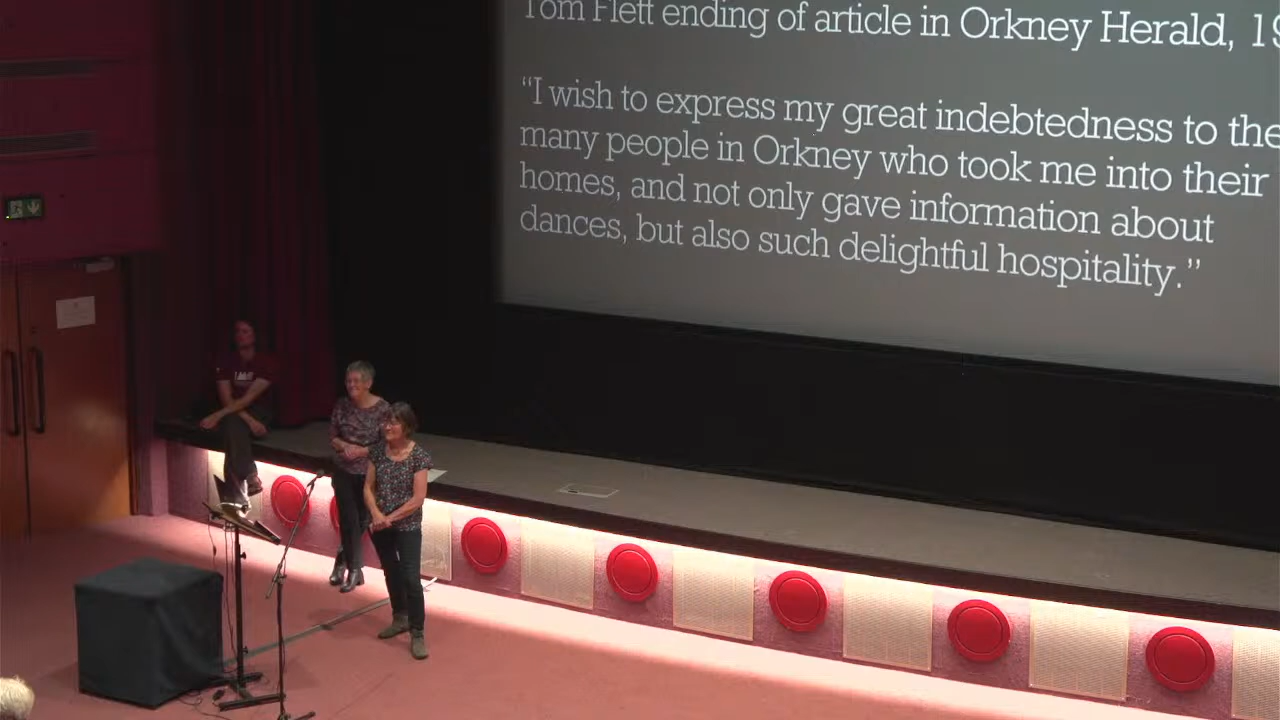 Tom Flett ending of article in Orkney Herald, 19
“I wish to express my great indebtedness to the
many people in Orkney who took me into their
homes, and not only gave information about
dances, but also such delightful hospitality.”